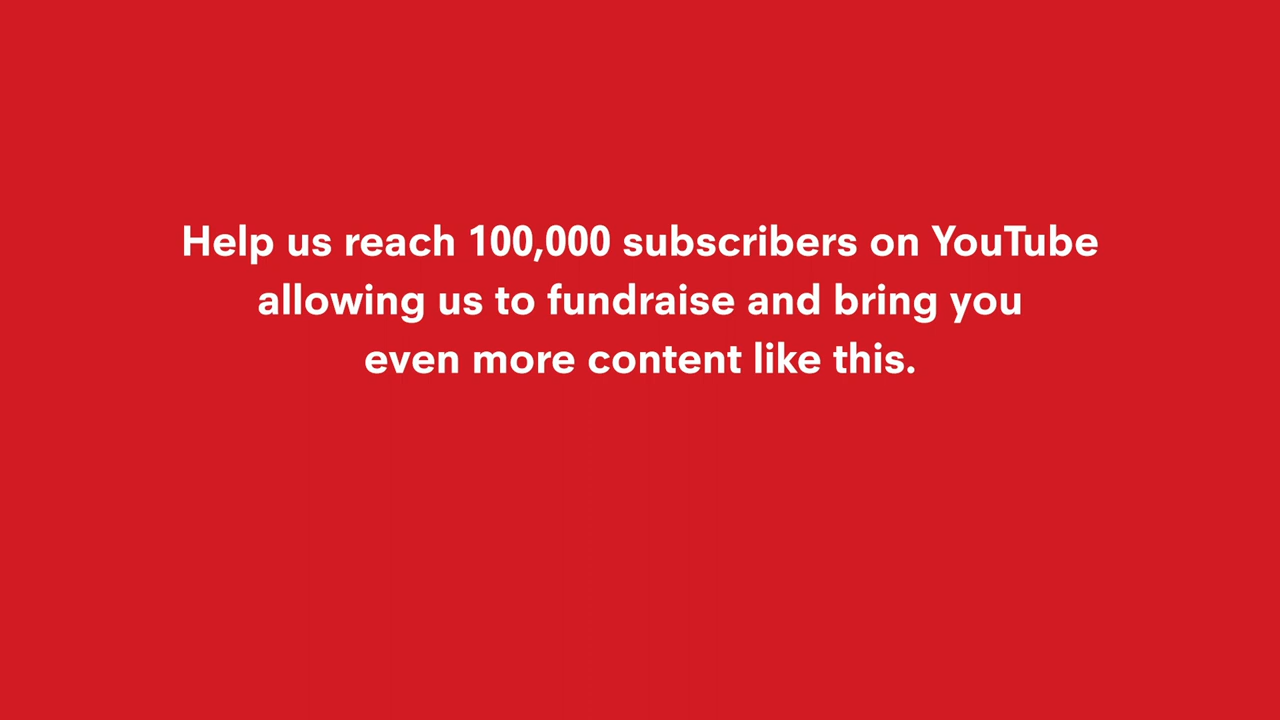 Help us reach 100,000 subscribers on YouTube
allowing us to fundraise and bring you
even more content like this.